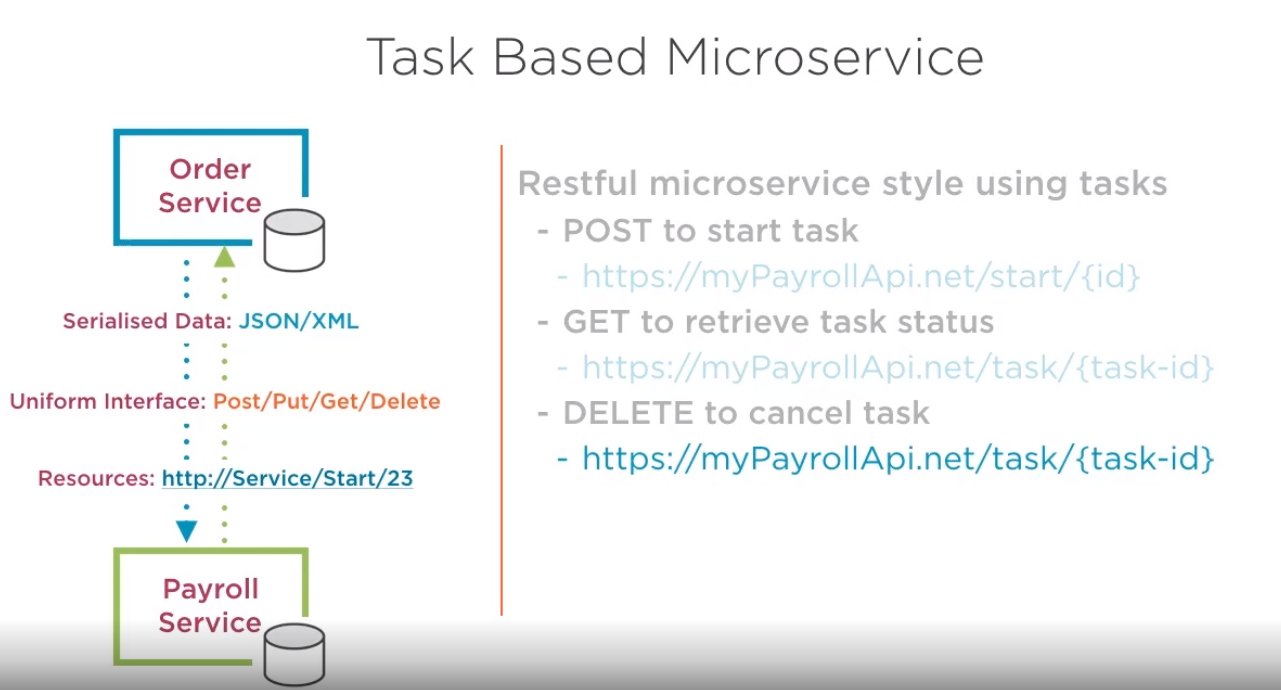 Task Based Microservice
Order
Service
Serialised Data: JSON/XML
Uniform Interface: Post/Put/Get/Delete
Resources: http://Service/Start/23
Payroll
Service
Restful microservice style using tasks
- POST to start task
- https://myPayrollApi.net/start/{id}
- GET to retrieve task status
- https://myPayrollApi.net/task/{task-id}
- DELETE to cancel task
- https://myPayrollApi.net/task/{task-id}